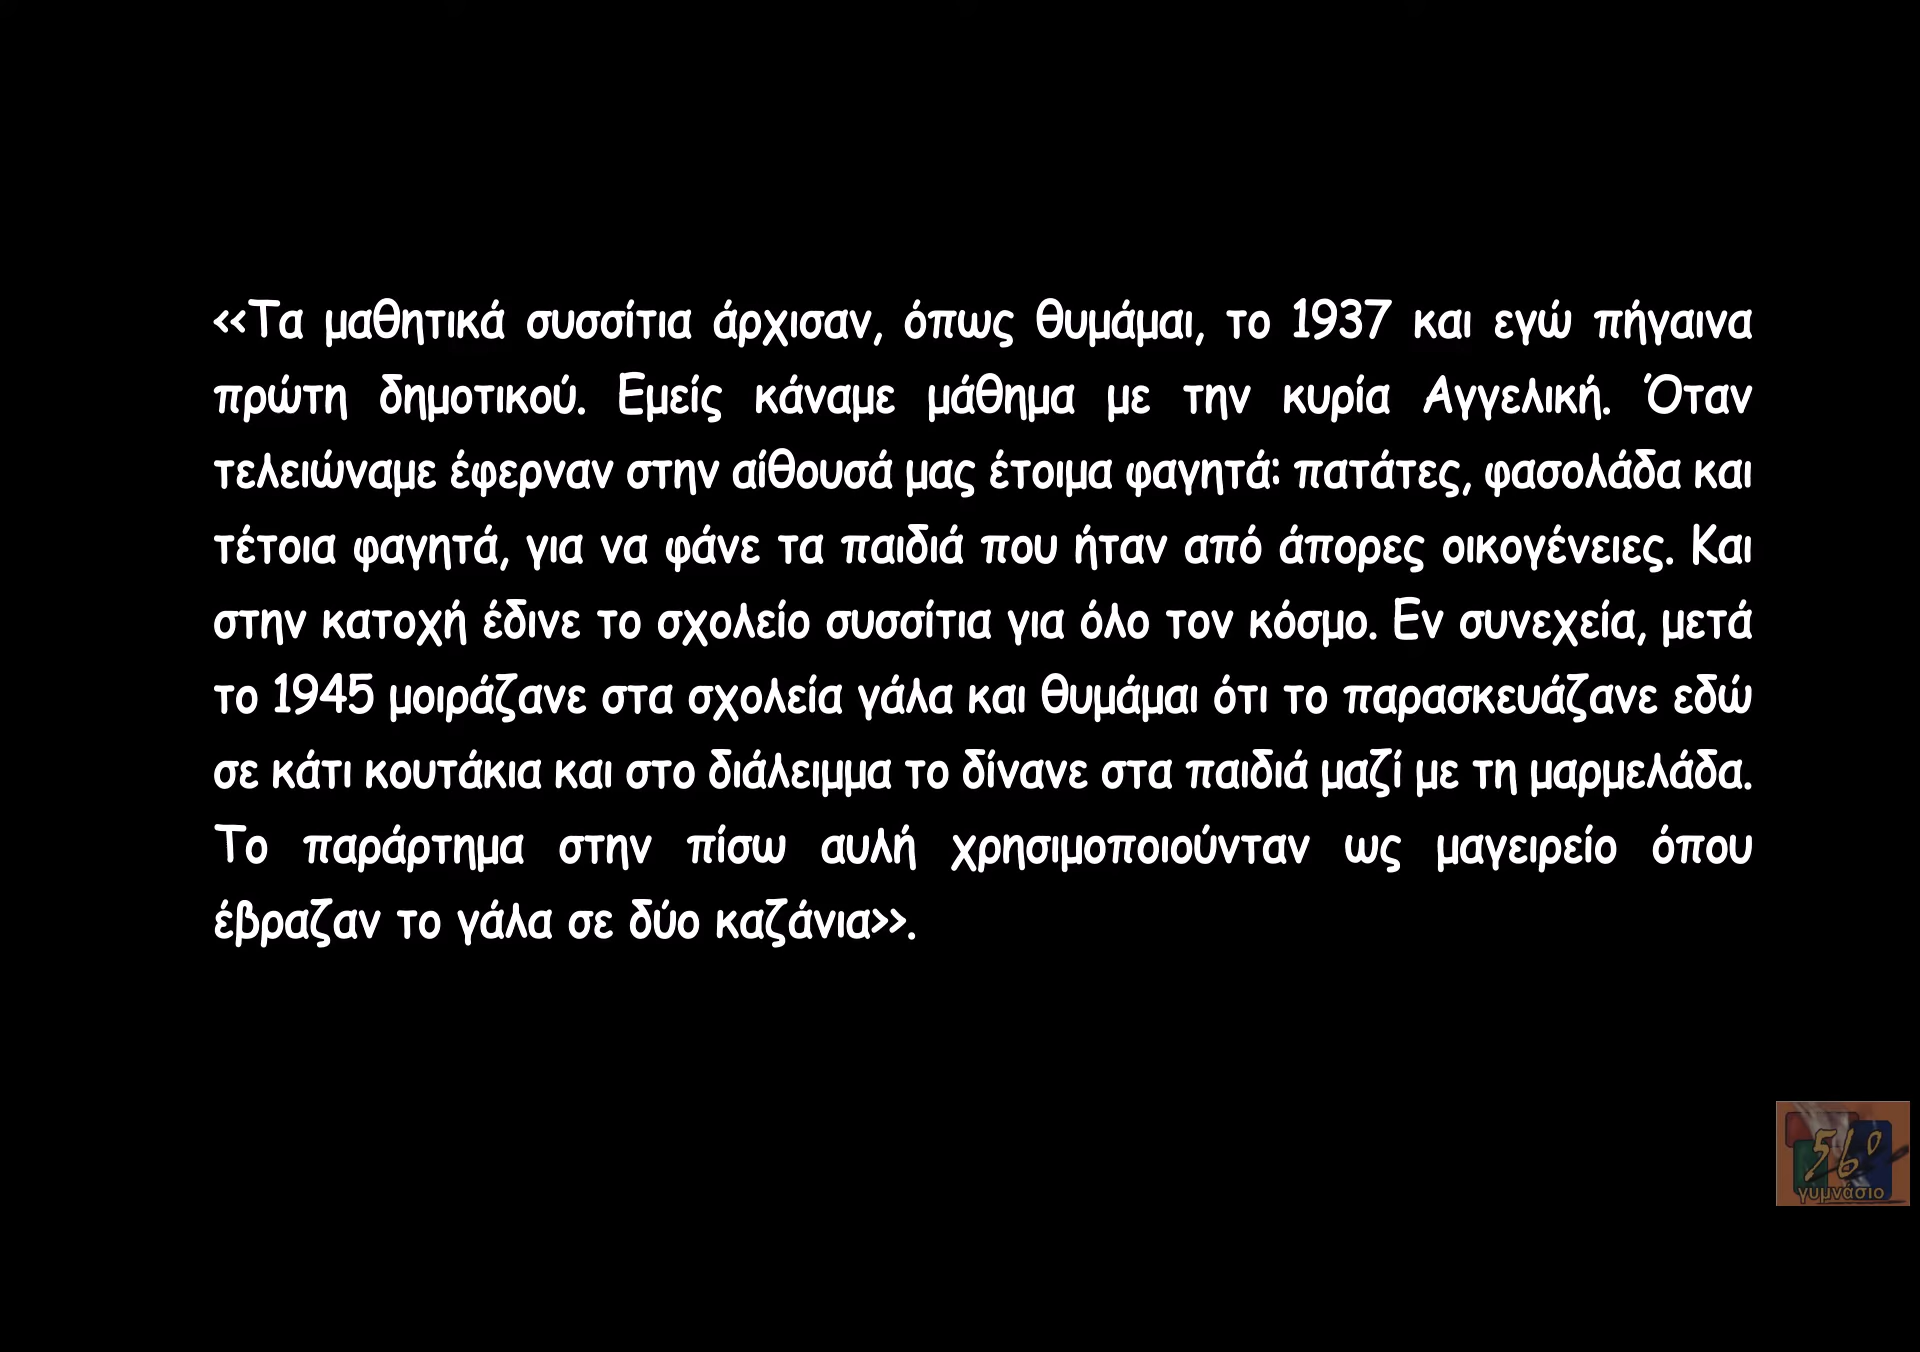 <<Τα μαθητικά συσσίτια άρχισαν, όπως θυμάμαι, το 1937 και εγώ πήγαινα
πρώτη δημοτικού. Εμείς κάναμε μάθημα με την κυρία Αγγελική. Όταν
τελειώναμε έφερναν στην αίθουσά μας έτοιμα φαγητά: πατάτες, φασολάδα και
τέτοια φαγητά, για να φάνε τα παιδιά που ήταν από άπορες οικογένειες. Και
στην κατοχή έδινε το σχολείο συσσίτια για όλο τον κόσμο. Εν συνεχεία, μετά
το 1945 μοιράζανε στα σχολεία γάλα και θυμάμαι ότι το παρασκευάζανε εδώ
σε κάτι κουτάκια και στο διάλειμμα το δίνανε στα παιδιά μαζί με τη μαρμελάδα.
Το παράρτημα στην πίσω αυλή χρησιμοποιούνταν ως μαγειρείο όπου
έβραζαν το γάλα σε δύο καζάνια>>.
56ο
γυμνάσιο